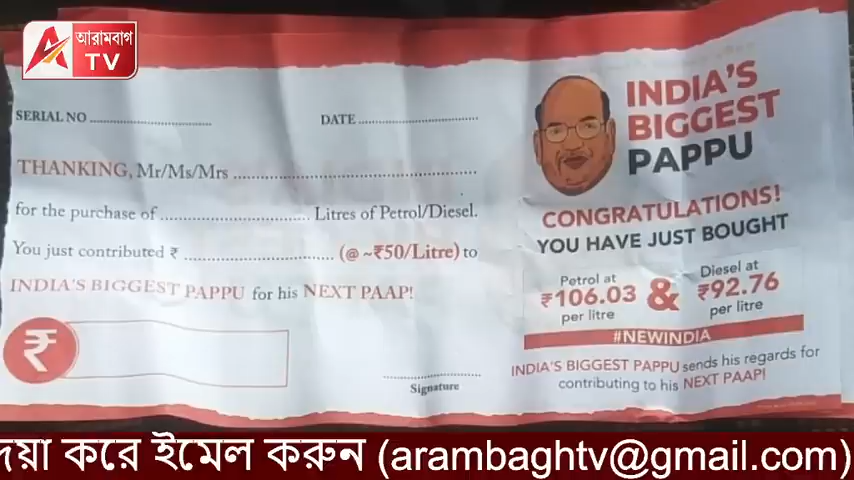 আরামবাগ
TV
SERIAL NO ............................
DATE ............................
THANKING, Mr/Ms/Mrs ............................
for the purchase of ............................ Litres of Petrol/Diesel.
You just contributed ₹ ............................ (@ ~₹50/Litre) to
INDIA'S BIGGEST PAPPU for his NEXT PAAP!
₹
Signature
INDIA'S
BIGGEST
PAPPU
CONGRATULATIONS!
YOU HAVE JUST BOUGHT
Petrol at
₹106.03
per litre
&
Diesel at
₹92.76
per litre
#NEWINDIA
INDIA'S BIGGEST PAPPU sends his regards for
contributing to his NEXT PAAP!
দয়া করে ইমেল করুন (arambaghtv@gmail.com)